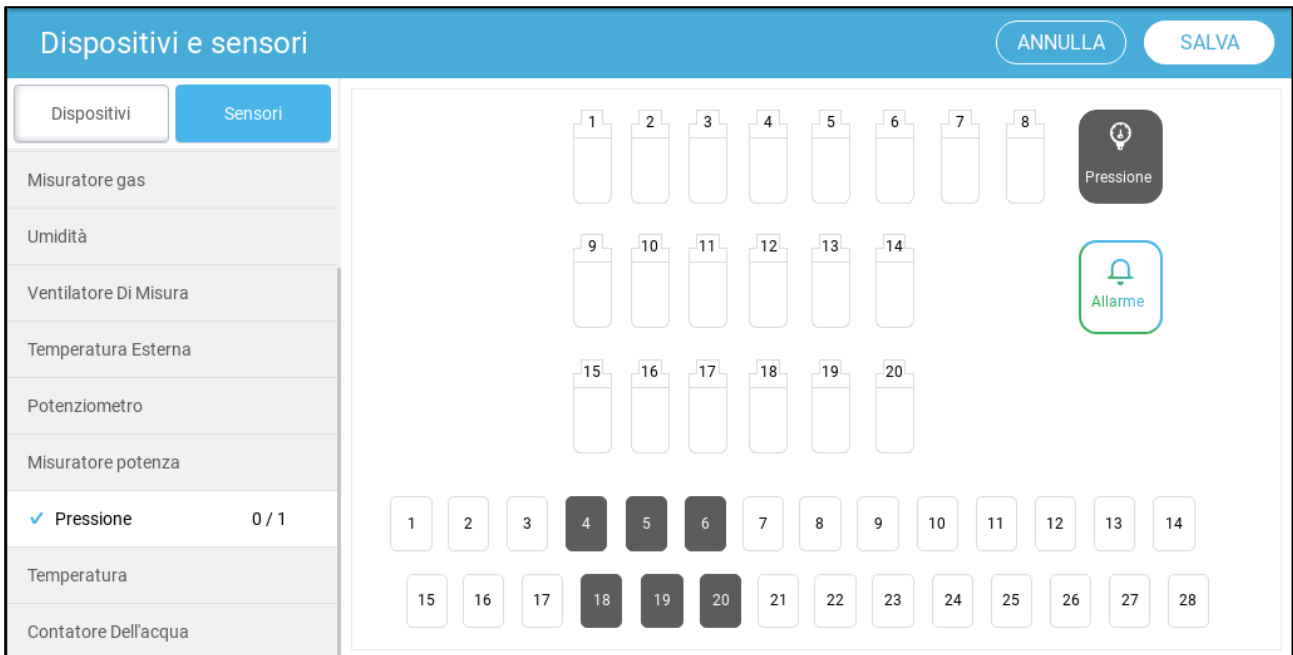 Dispositivi e sensori ANNULLA SALVA
Dispositivi Sensori
Misuratore gas
Umidità
Ventilatore Di Misura
Temperatura Esterna
Potenziometro
Misuratore potenza
Pressione 0 / 1
Temperatura
Contatore Dell'acqua
1 2 3 4 5 6 7 8
Pressione
9 10 11 12 13 14
Allarme
15 16 17 18 19 20
1 2 3 4 5 6 7 8 9 10 11 12 13 14
15 16 17 18 19 20 21 22 23 24 25 26 27 28